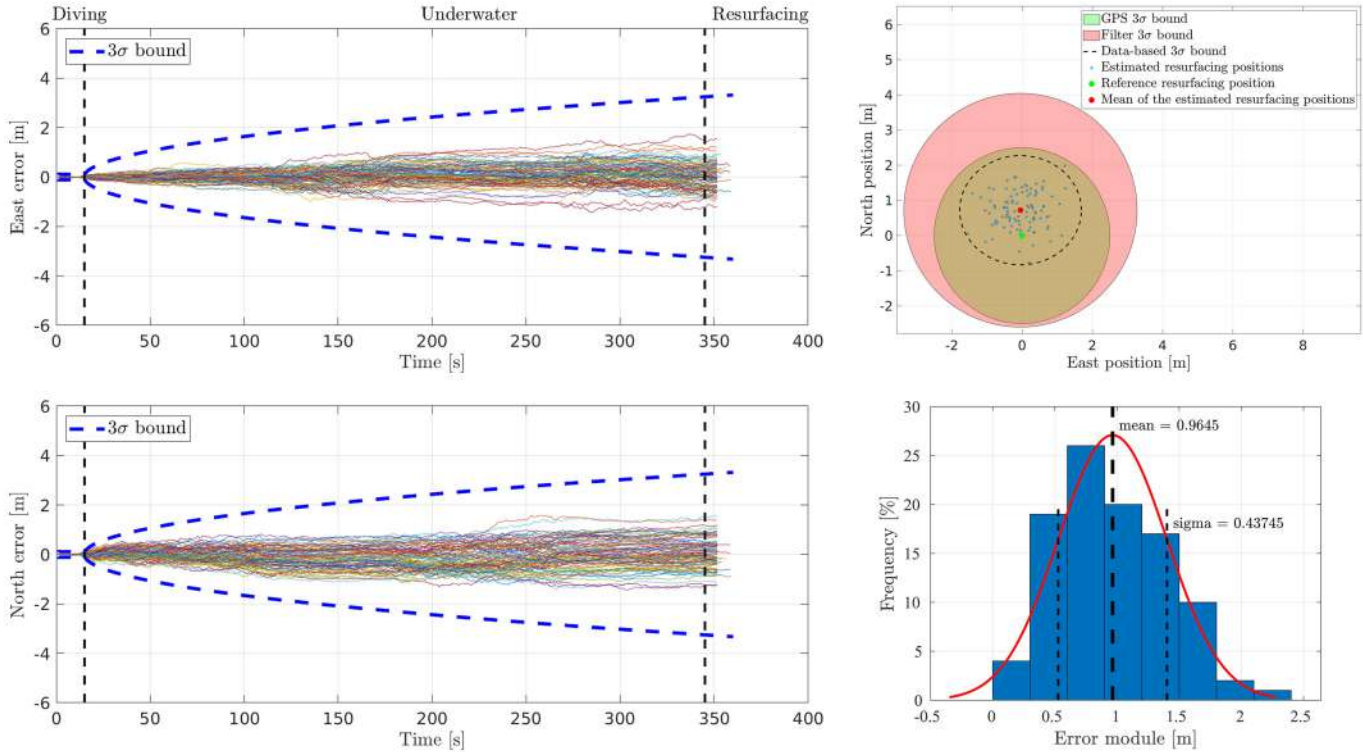 Diving Underwater Resurfacing
6
4
2
0
-2
-4
-6
East error [m]
3σ bound
0 50 100 150 200 250 300 350 400
Time [s]
6
5
4
3
2
1
0
-1
-2
North position [m]
GPS 3σ bound
Filter 3σ bound
Data-based 3σ bound
Estimated resurfacing positions
Reference resurfacing position
Mean of the estimated resurfacing positions
-2 0 2 4 6 8
East position [m]
6
4
2
0
-2
-4
-6
North error [m]
3σ bound
0 50 100 150 200 250 300 350 400
Time [s]
30
25
20
15
10
5
0
Frequency [%]
mean = 0.9645
sigma = 0.43745
-0.5 0 0.5 1 1.5 2 2.5
Error module [m]